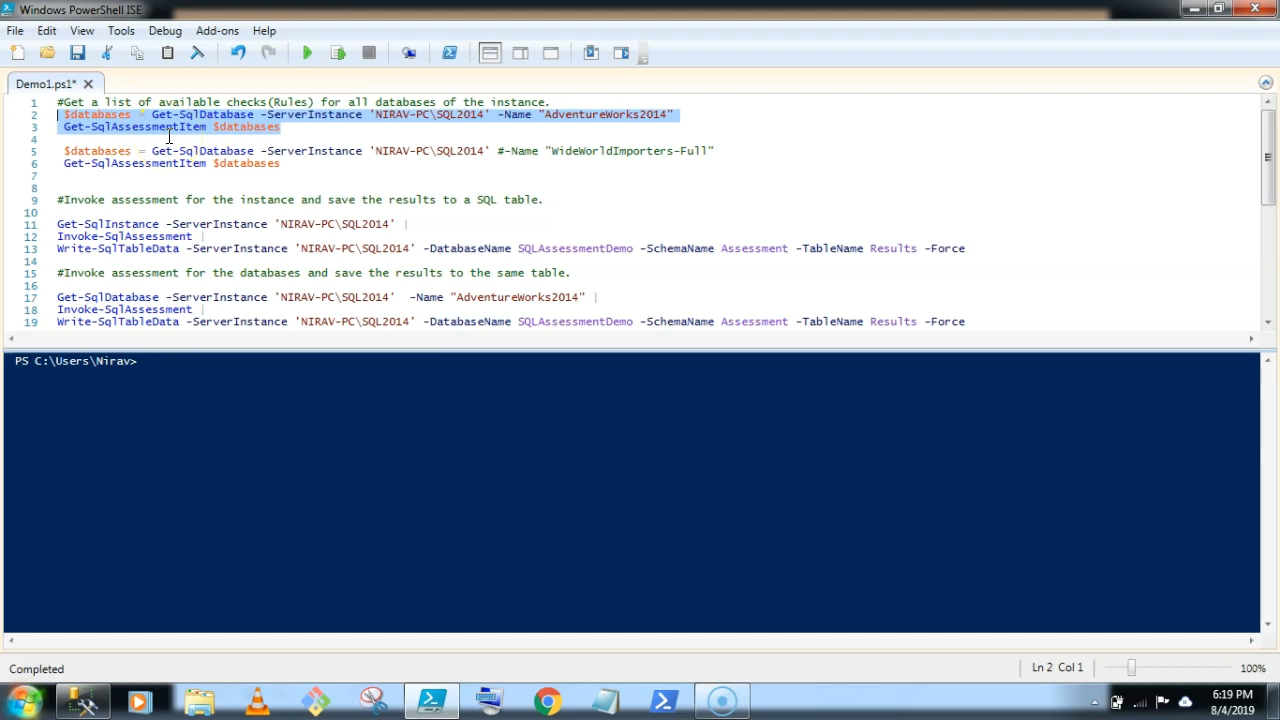 Windows PowerShell ISE
File Edit View Tools Debug Add-ons Help
Demo1.ps1*
1 #Get a list of available checks(Rules) for all databases of the instance.
2 $databases = Get-SqlDatabase -ServerInstance 'NIRAV-PC\SQL2014' -Name "AdventureWorks2014"
3 Get-SqlAssessmentItem $databases
4
5 $databases = Get-SqlDatabase -ServerInstance 'NIRAV-PC\SQL2014' #-Name "WideWorldImporters-Full"
6 Get-SqlAssessmentItem $databases
7
8
9 #Invoke assessment for the instance and save the results to a SQL table.
10
11 Get-SqlInstance -ServerInstance 'NIRAV-PC\SQL2014' |
12 Invoke-SqlAssessment |
13 Write-SqlTableData -ServerInstance 'NIRAV-PC\SQL2014' -DatabaseName SQLAssessmentDemo -SchemaName Assessment -TableName Results -Force
14
15 #Invoke assessment for the databases and save the results to the same table.
16
17 Get-SqlDatabase -ServerInstance 'NIRAV-PC\SQL2014' -Name "AdventureWorks2014" |
18 Invoke-SqlAssessment |
19 Write-SqlTableData -ServerInstance 'NIRAV-PC\SQL2014' -DatabaseName SQLAssessmentDemo -SchemaName Assessment -TableName Results -Force
PS C:\Users\Nirav>
Completed Ln 2 Col 1 100%
6:19 PM
8/4/2019